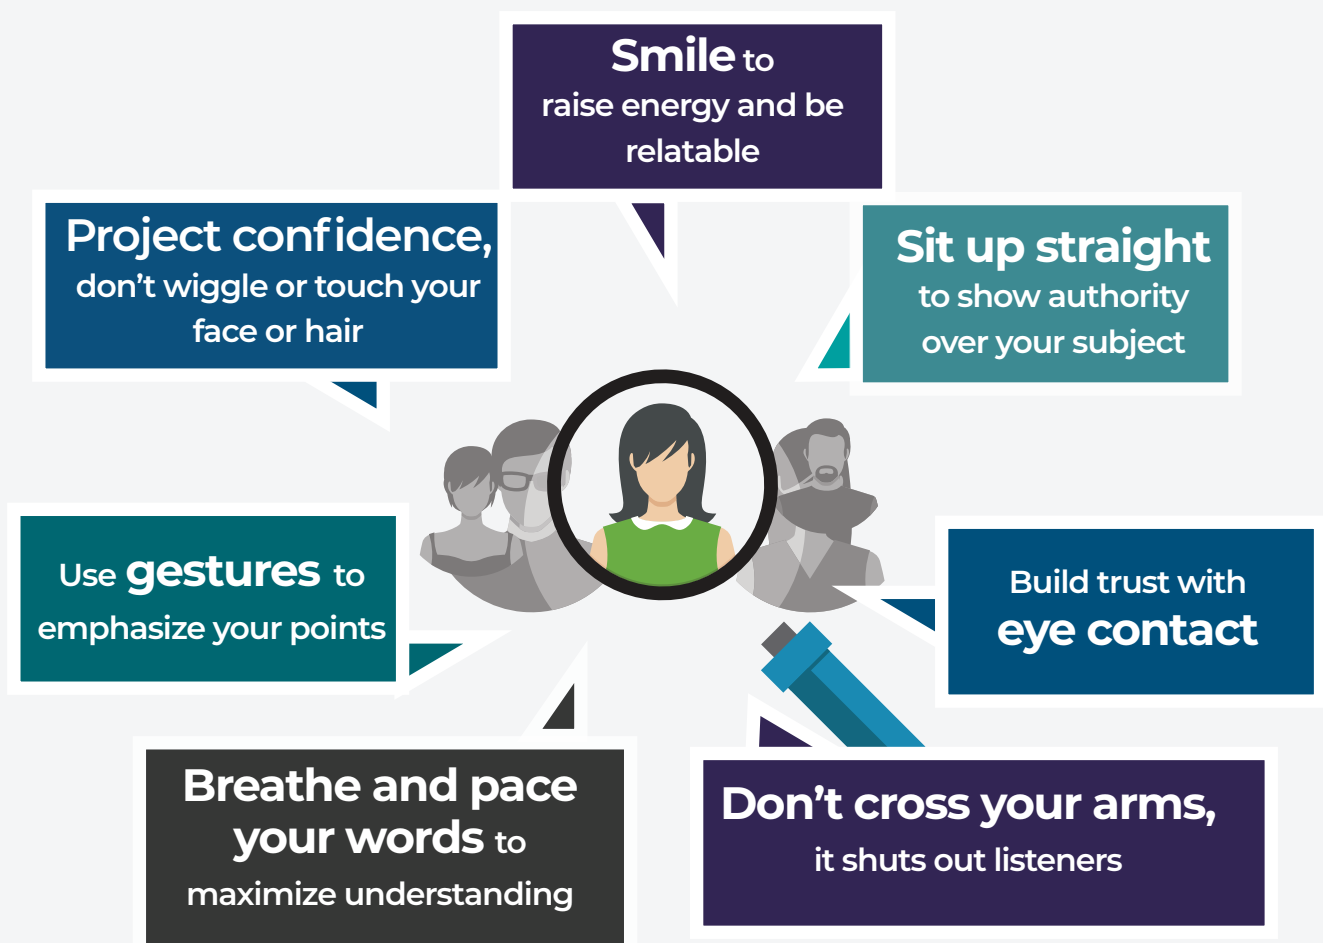 Smile to
raise energy and be
relatable
Project confidence,
don't wiggle or touch your
face or hair
Sit up straight
to show authority
over your subject
Use gestures to
emphasize your points
Build trust with
eye contact
Breathe and pace
your words to
maximize understanding
Don't cross your arms,
it shuts out listeners